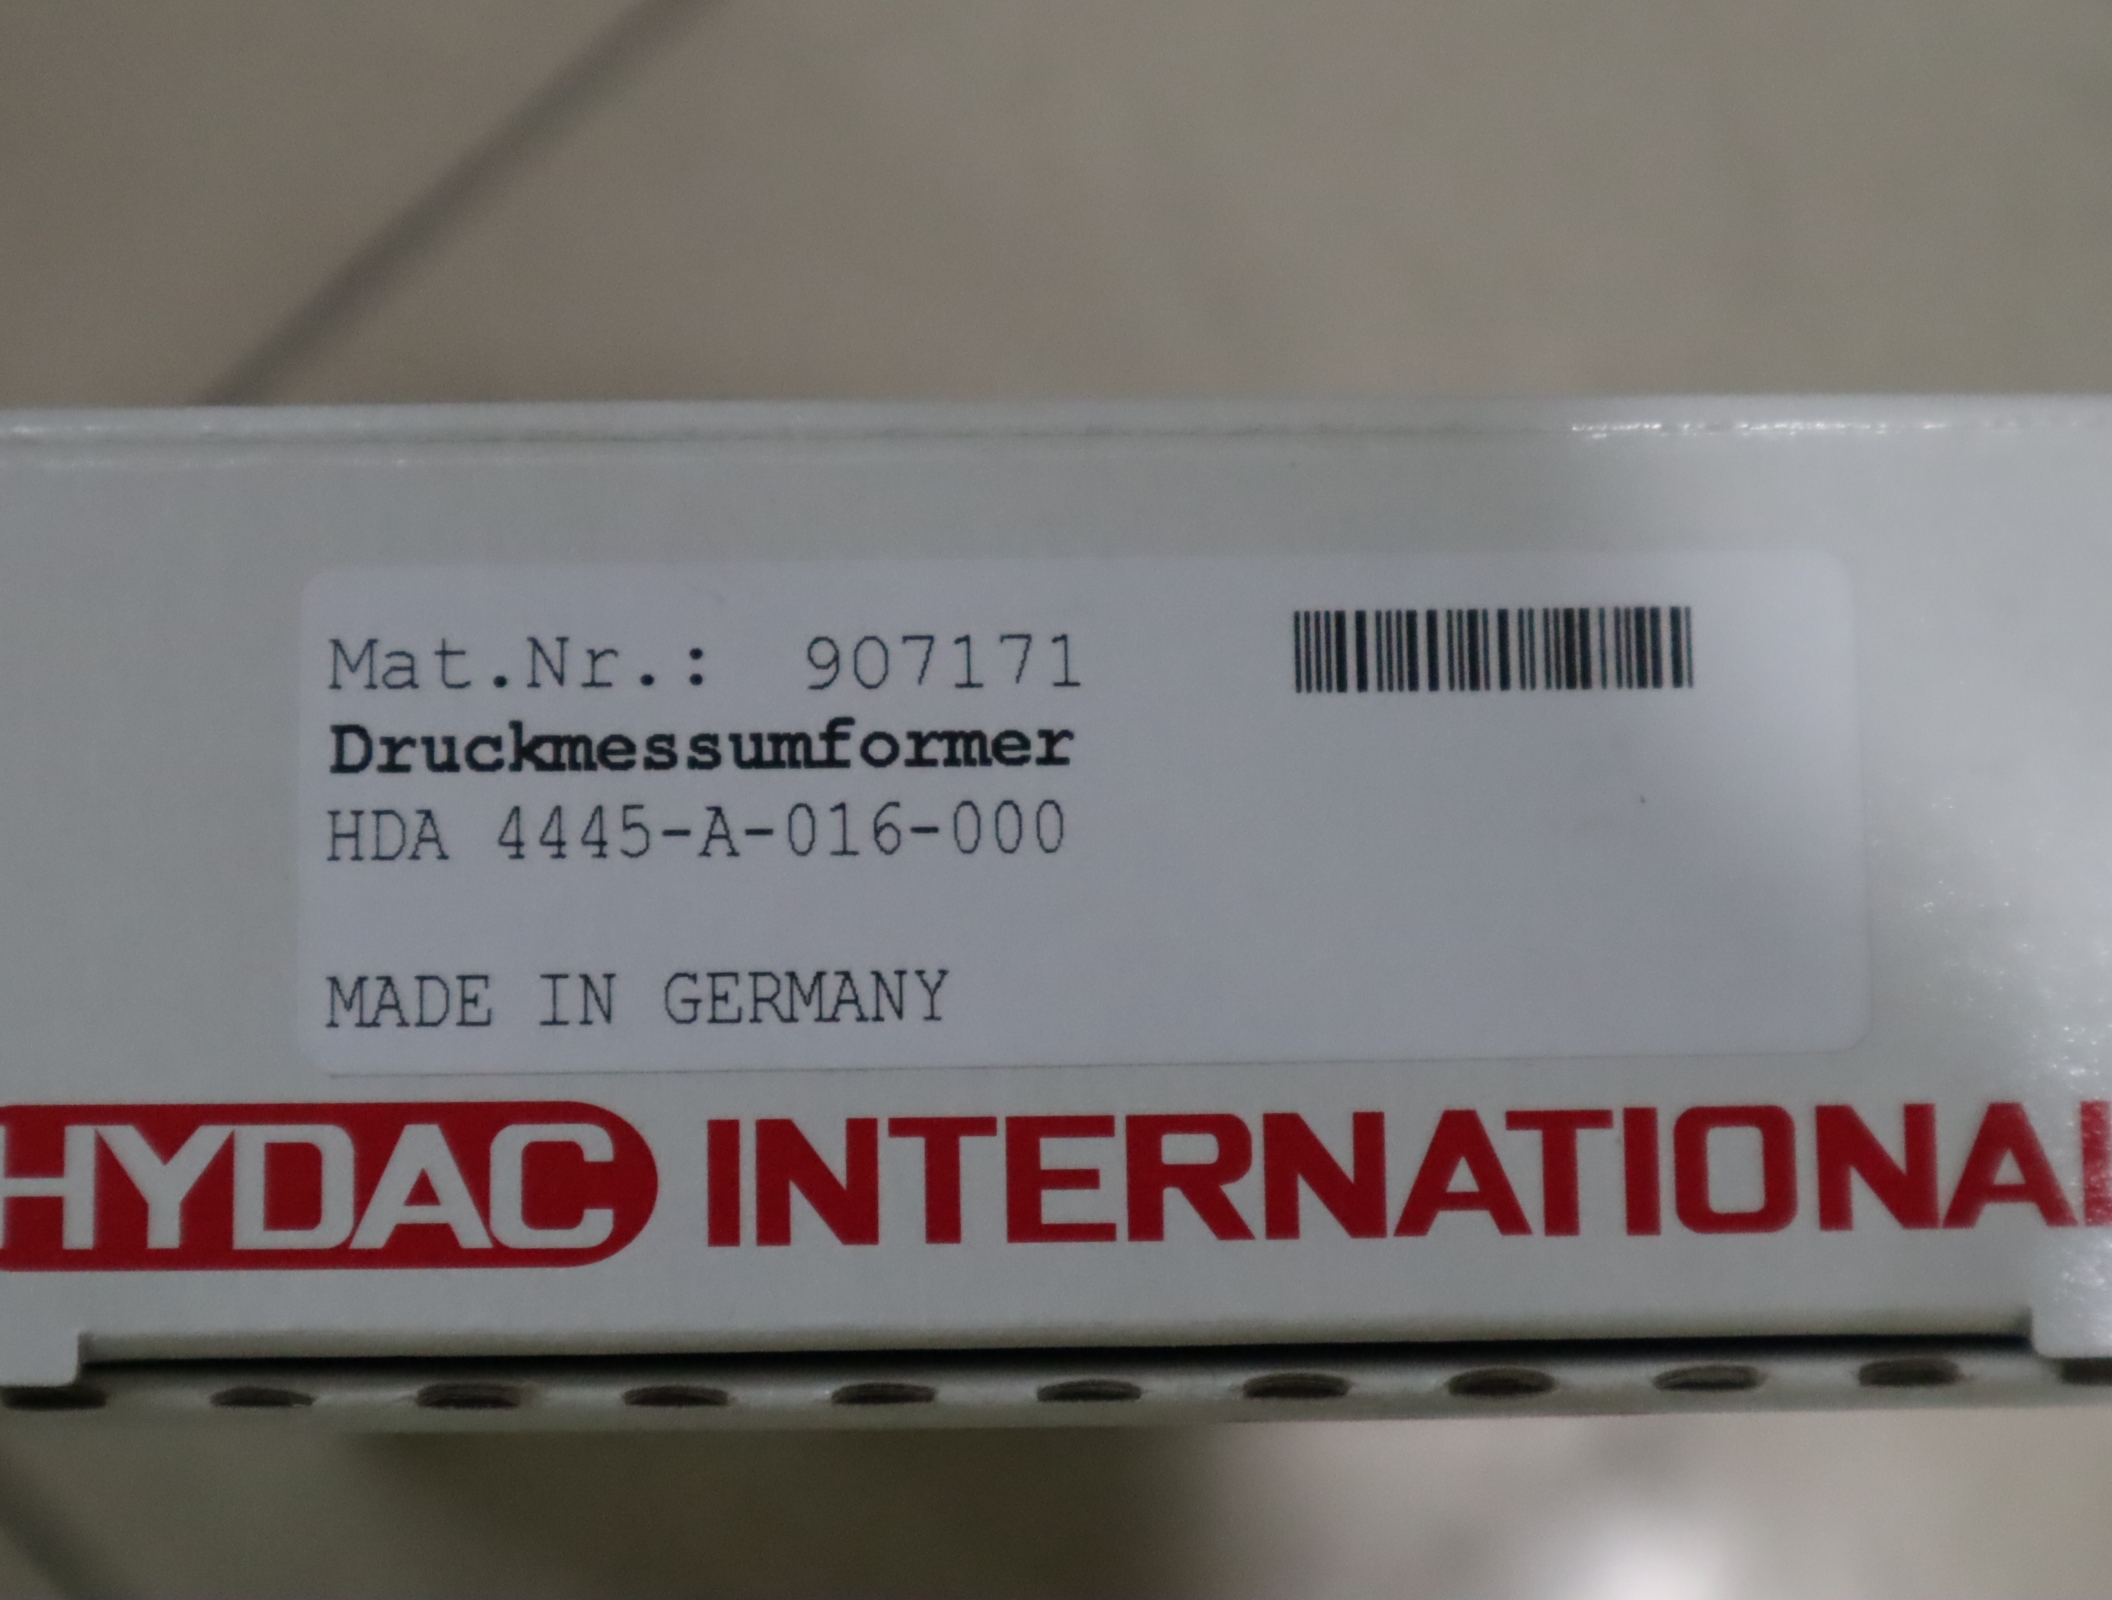 Mat.Nr.: 907171
Druckmessumformer
HDA 4445-A-016-000
MADE IN GERMANY
HYDAC INTERNATIONAL